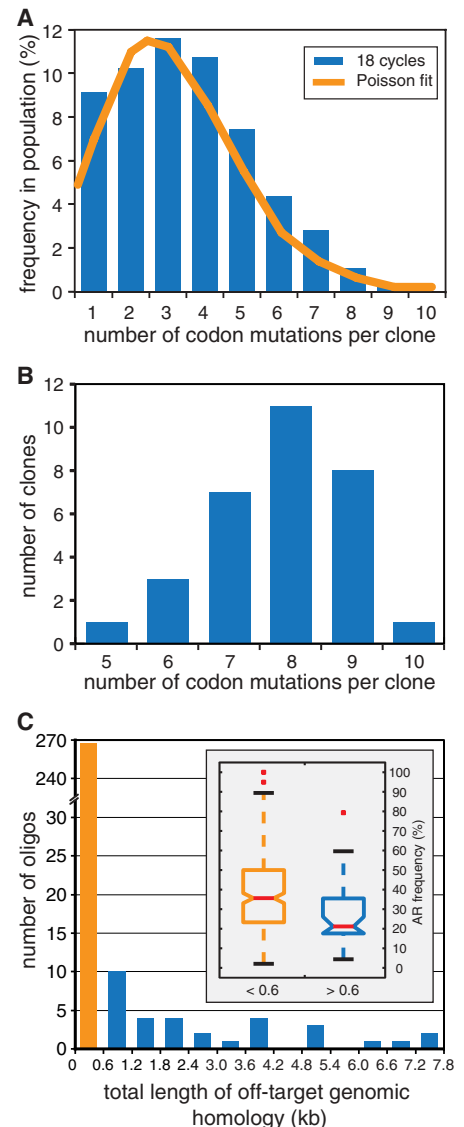 A
frequency in population (%)
12
10
8
6
4
2
0
18 cycles
Poisson fit
1 2 3 4 5 6 7 8 9 10
number of codon mutations per clone
B
number of clones
12
10
8
6
4
2
0
5 6 7 8 9 10
number of codon mutations per clone
C
number of oligos
270
240
30
25
20
15
10
5
0
100
90
80
70
60
50
40
30
20
10
0
AR frequency (%)
< 0.6 > 0.6
0 0.6 1.2 1.8 2.4 3.0 3.6 4.2 4.8 5.4 6.0 6.6 7.2 7.8
total length of off-target genomic
homology (kb)